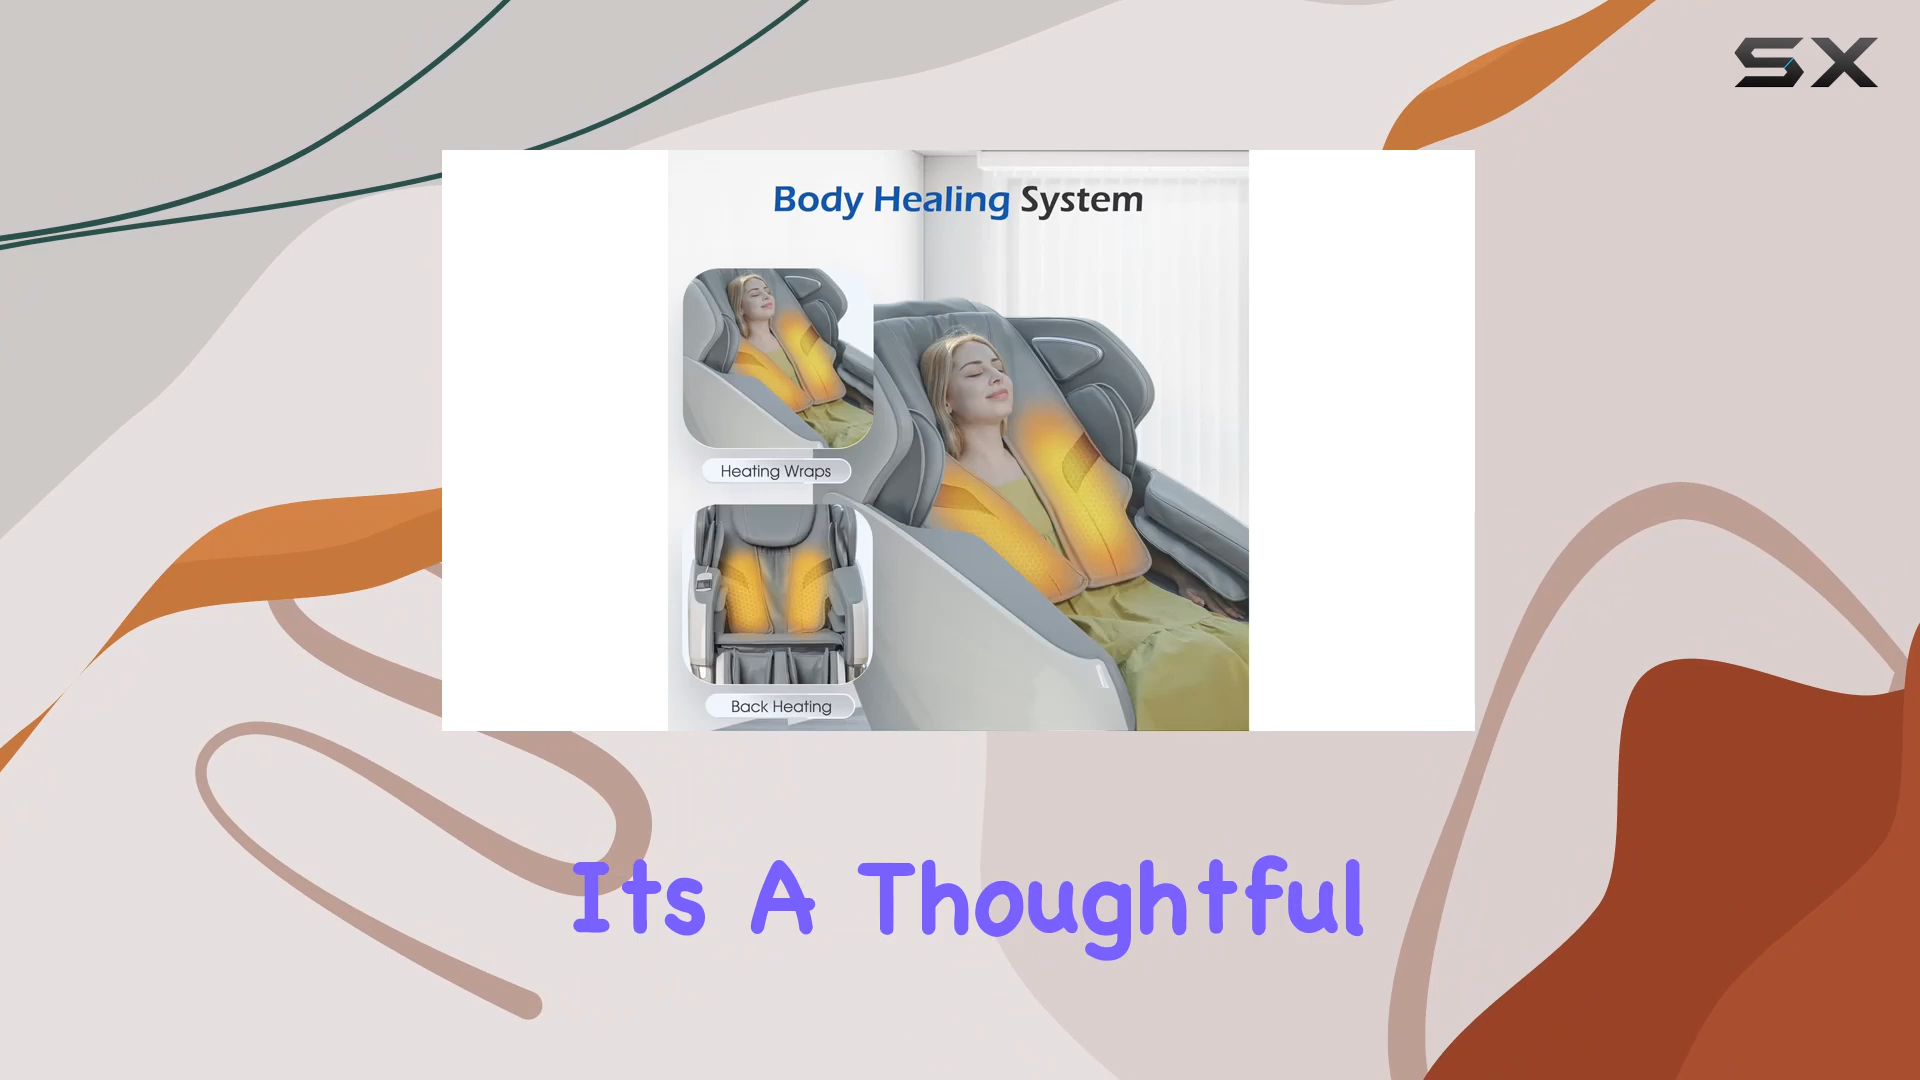 SX
Body Healing System
Heating Wraps
Back Heating
Its A Thoughtful